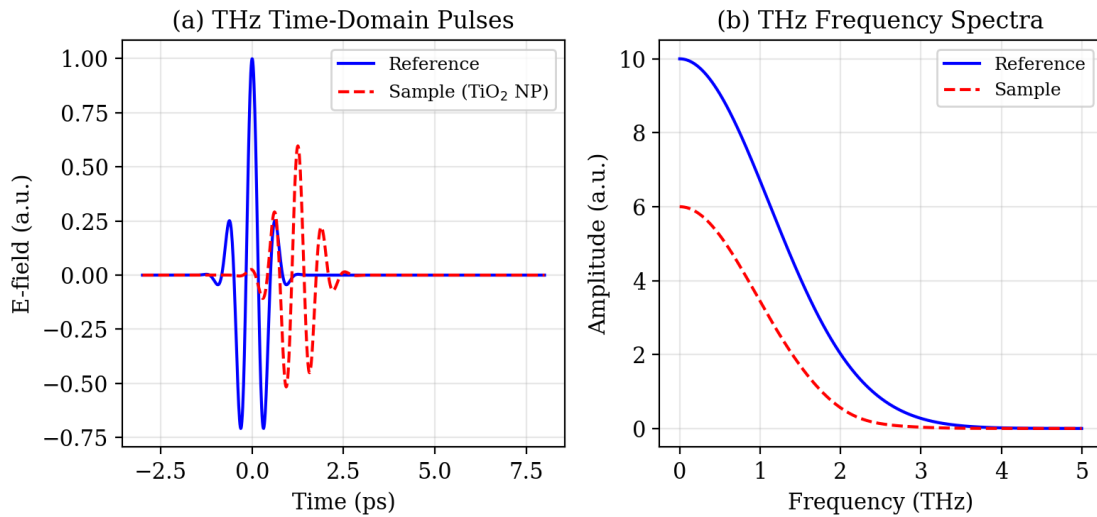 (a) THz Time-Domain Pulses
E-field (a.u.)
1.00
0.75
0.50
0.25
0.00
−0.25
−0.50
−0.75
Reference
Sample (TiO₂ NP)
−2.5 0.0 2.5 5.0 7.5
Time (ps)
(b) THz Frequency Spectra
Amplitude (a.u.)
10
8
6
4
2
0
Reference
Sample
0 1 2 3 4 5
Frequency (THz)